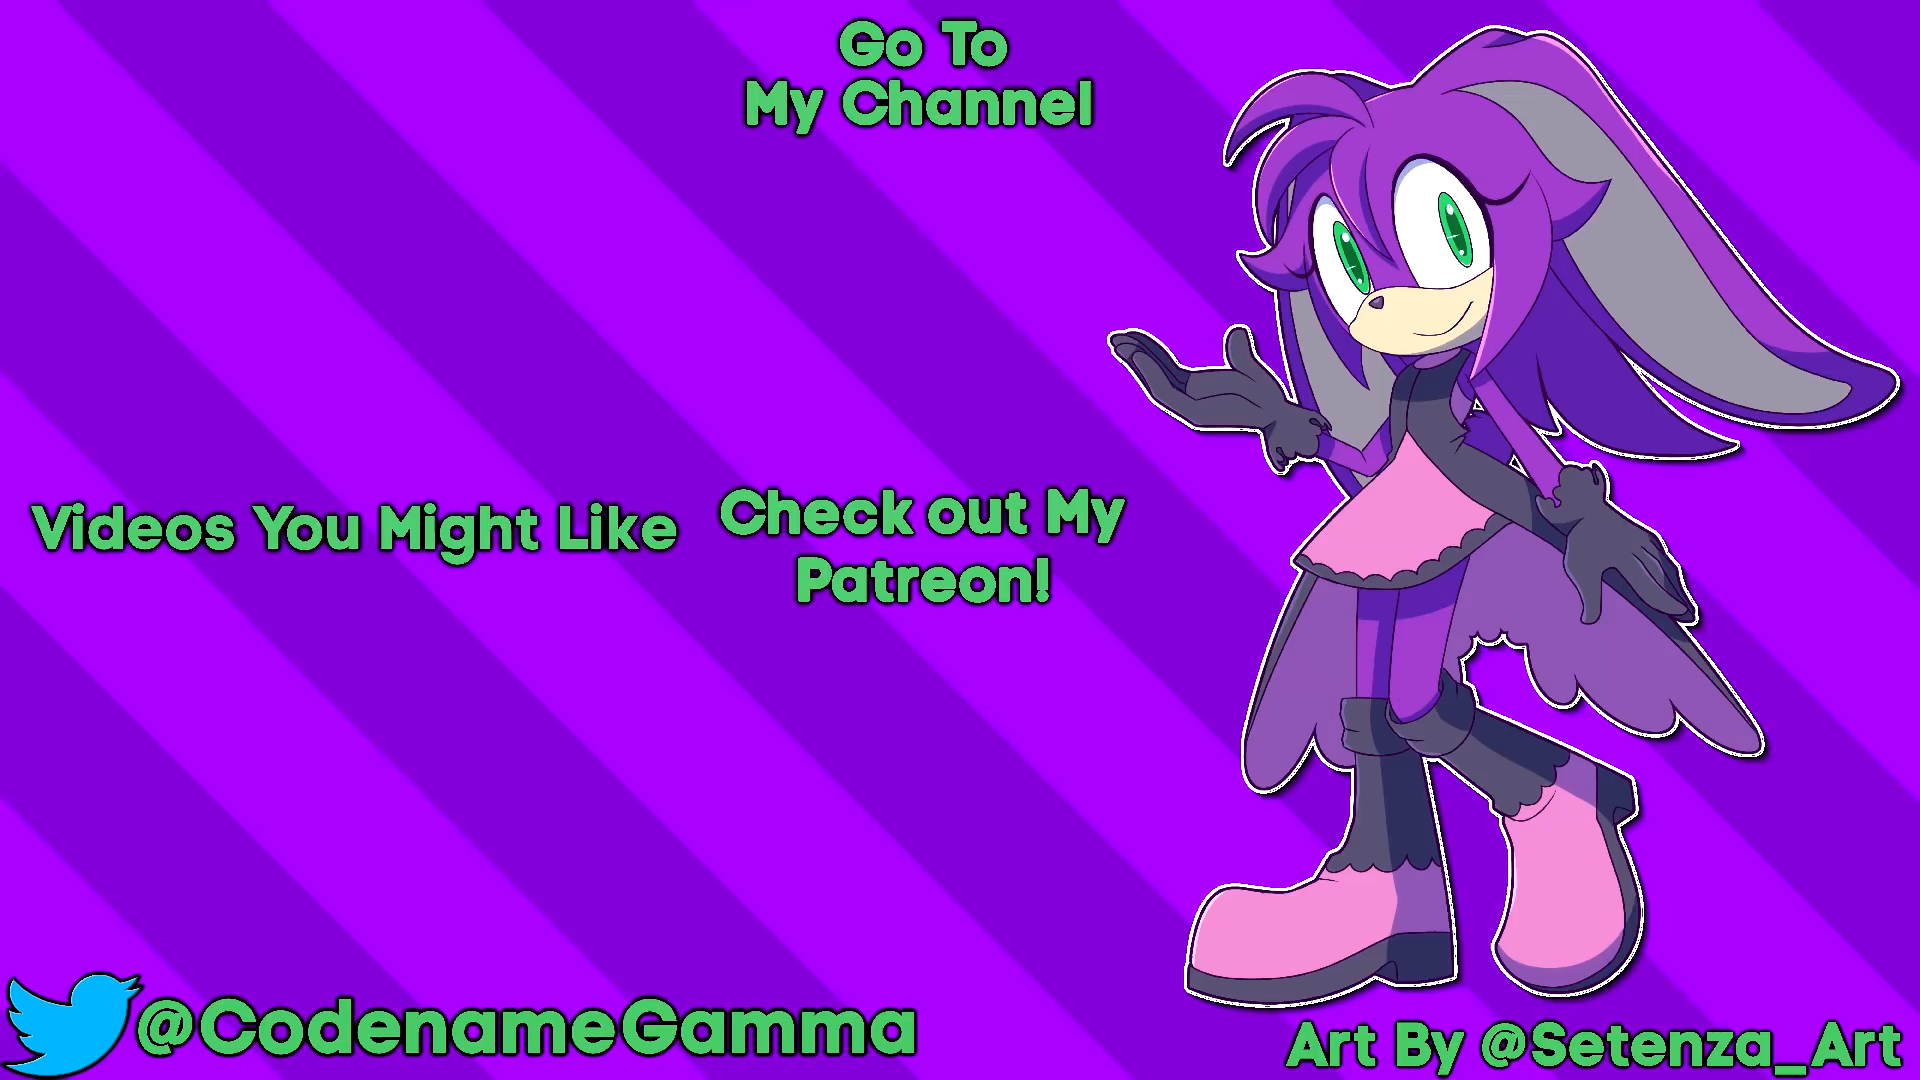 Go To
My Channel
Videos You Might Like
Check out My
Patreon!
@CodenameGamma
Art By @Setenza_Art